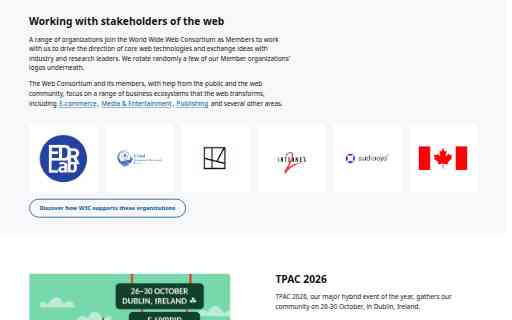 Working with stakeholders of the web
A range of organizations join the World Wide Web Consortium as Members to work
with us to drive the direction of core web technologies and exchange ideas with
industry and research leaders. We rotate randomly a few of our Member organizations'
logos underneath.
The Web Consortium and its members, with help from the public and the web
community, focus on a range of business ecosystems that the web transforms,
including E-commerce, Media & Entertainment, Publishing and several other areas.
EDR
Lab
INTERNET
2
Discover how W3C supports these organizations
26–30 OCTOBER
DUBLIN, IRELAND
TPAC 2026
TPAC 2026, our major hybrid event of the year, gathers our
community on 26-30 October, in Dublin, Ireland.